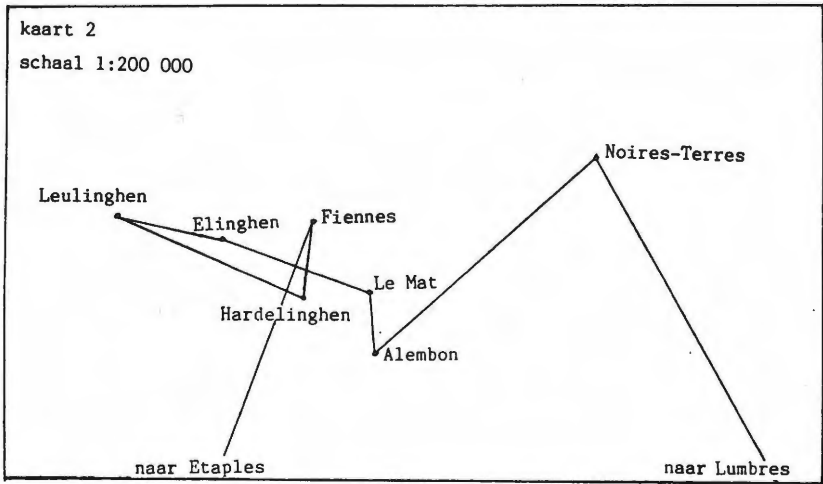 kaart 2
schaal 1:200 000
Noires-Terres
Leulinghen
Elinghen
Fiennes
Le Mat
Hardelinghen
Alembon
naar Etaples
naar Lumbres